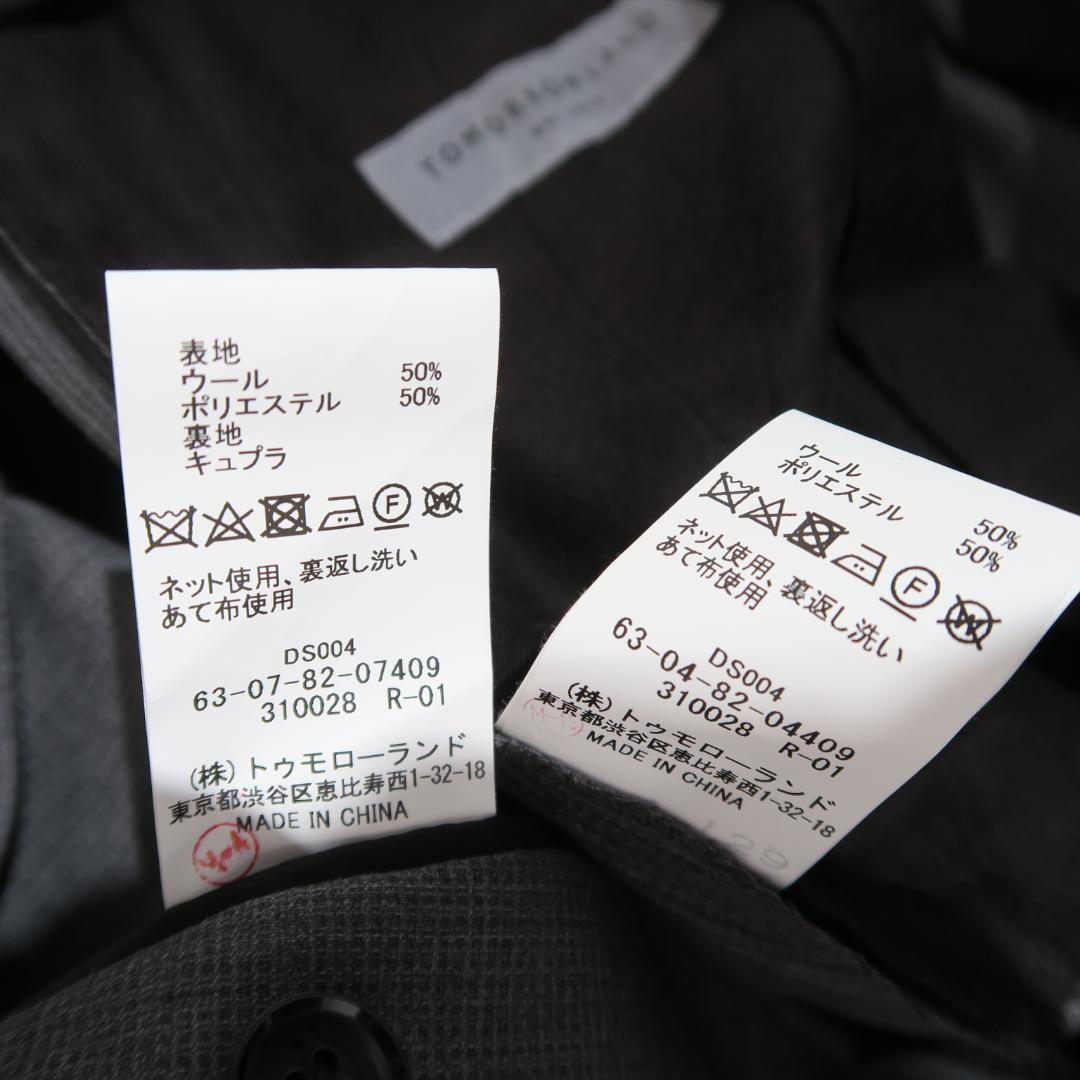 TOMORROWLAND
表地
ウール 50%
ポリエステル 50%
裏地
キュプラ
F
W
ネット使用、裏返し洗い
あて布使用
DS004
63-07-82-07409
310028 R-01
(株)トゥモローランド
東京都渋谷区恵比寿西1-32-18
MADE IN CHINA
ウール 50%
ポリエステル 50%
F
W
ネット使用、裏返し洗い
あて布使用
DS004
63-04-82-04409
310028 R-01
(株)トゥモローランド
東京都渋谷区恵比寿西1-32-18
MADE IN CHINA